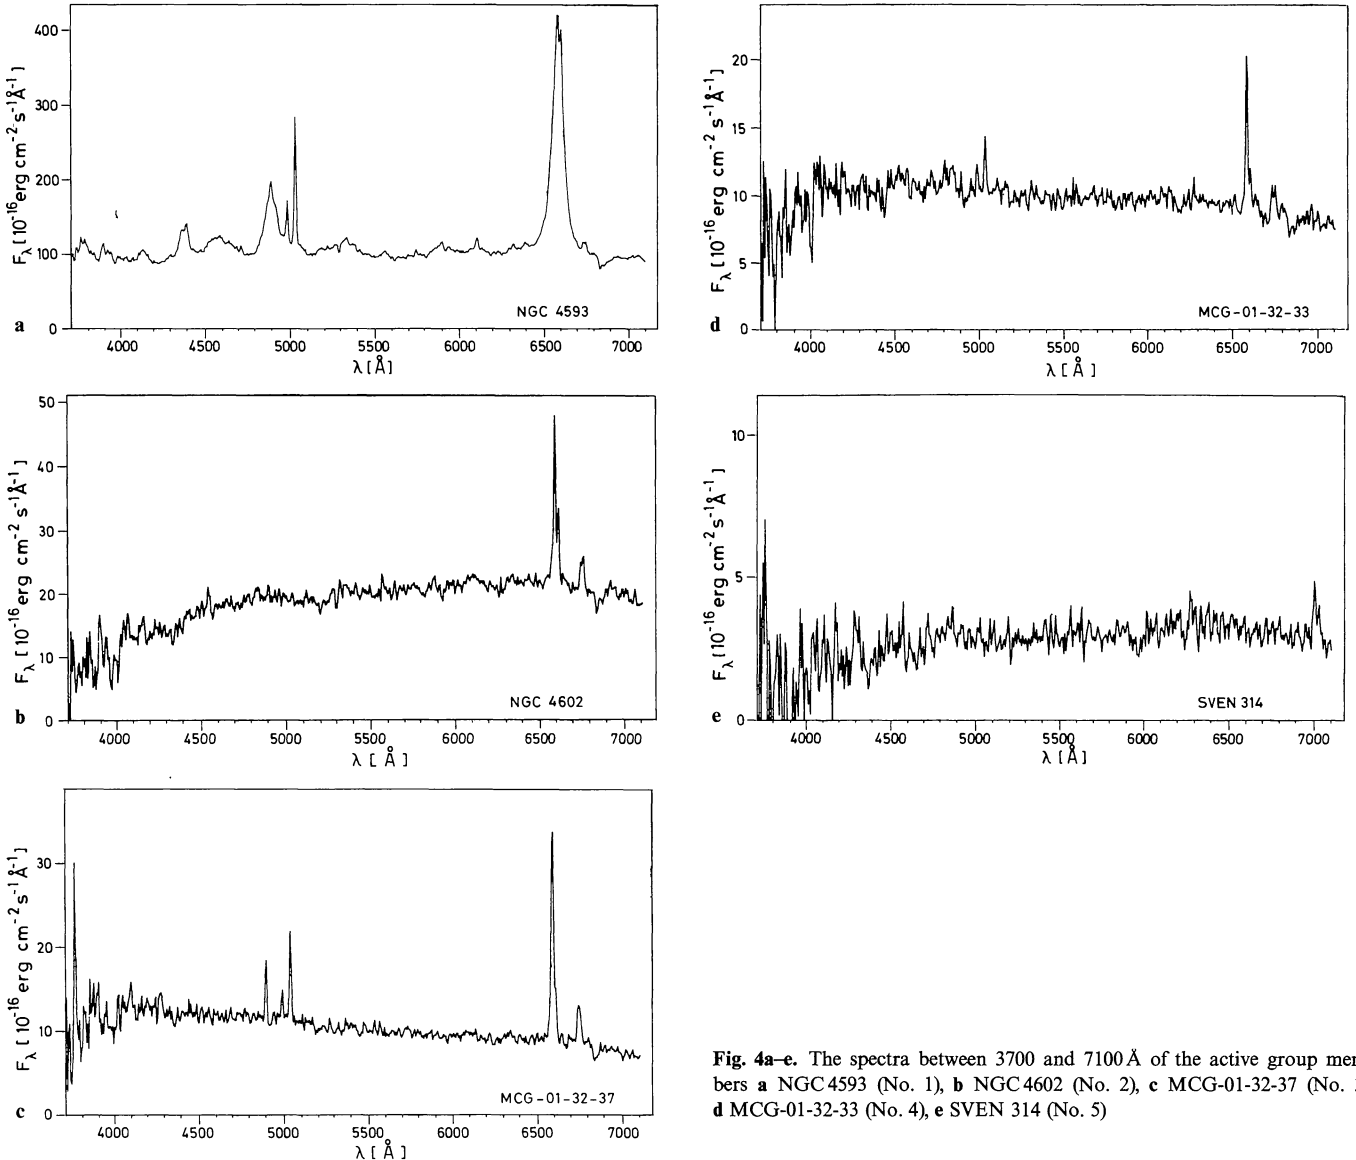 400
300
200
100
0
F_λ [10^-16 erg cm^-2 s^-1 Å^-1]
4000 4500 5000 5500 6000 6500 7000
λ [Å]
NGC 4593
a
50
40
30
20
10
0
F_λ [10^-16 erg cm^-2 s^-1 Å^-1]
4000 4500 5000 5500 6000 6500 7000
λ [Å]
NGC 4602
b
30
20
10
0
F_λ [10^-16 erg cm^-2 s^-1 Å^-1]
4000 4500 5000 5500 6000 6500 7000
λ [Å]
MCG-01-32-37
c
20
15
10
5
0
F_λ [10^-16 erg cm^-2 s^-1 Å^-1]
4000 4500 5000 5500 6000 6500 7000
λ [Å]
MCG-01-32-33
d
10
5
0
F_λ [10^-16 erg cm^-2 s^-1 Å^-1]
4000 4500 5000 5500 6000 6500 7000
λ [Å]
SVEN 314
e
Fig. 4a–e. The spectra between 3700 and 7100 Å of the active group mem-
bers a NGC 4593 (No. 1), b NGC 4602 (No. 2), c MCG-01-32-37 (No.
d MCG-01-32-33 (No. 4), e SVEN 314 (No. 5)